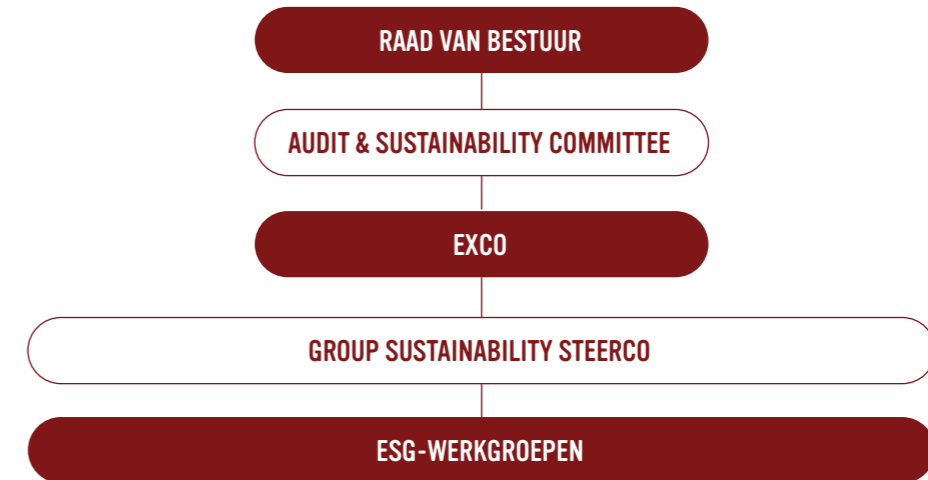 RAAD VAN BESTUUR
AUDIT & SUSTAINABILITY COMMITTEE
EXCO
GROUP SUSTAINABILITY STEERCO
ESG-WERKGROEPEN